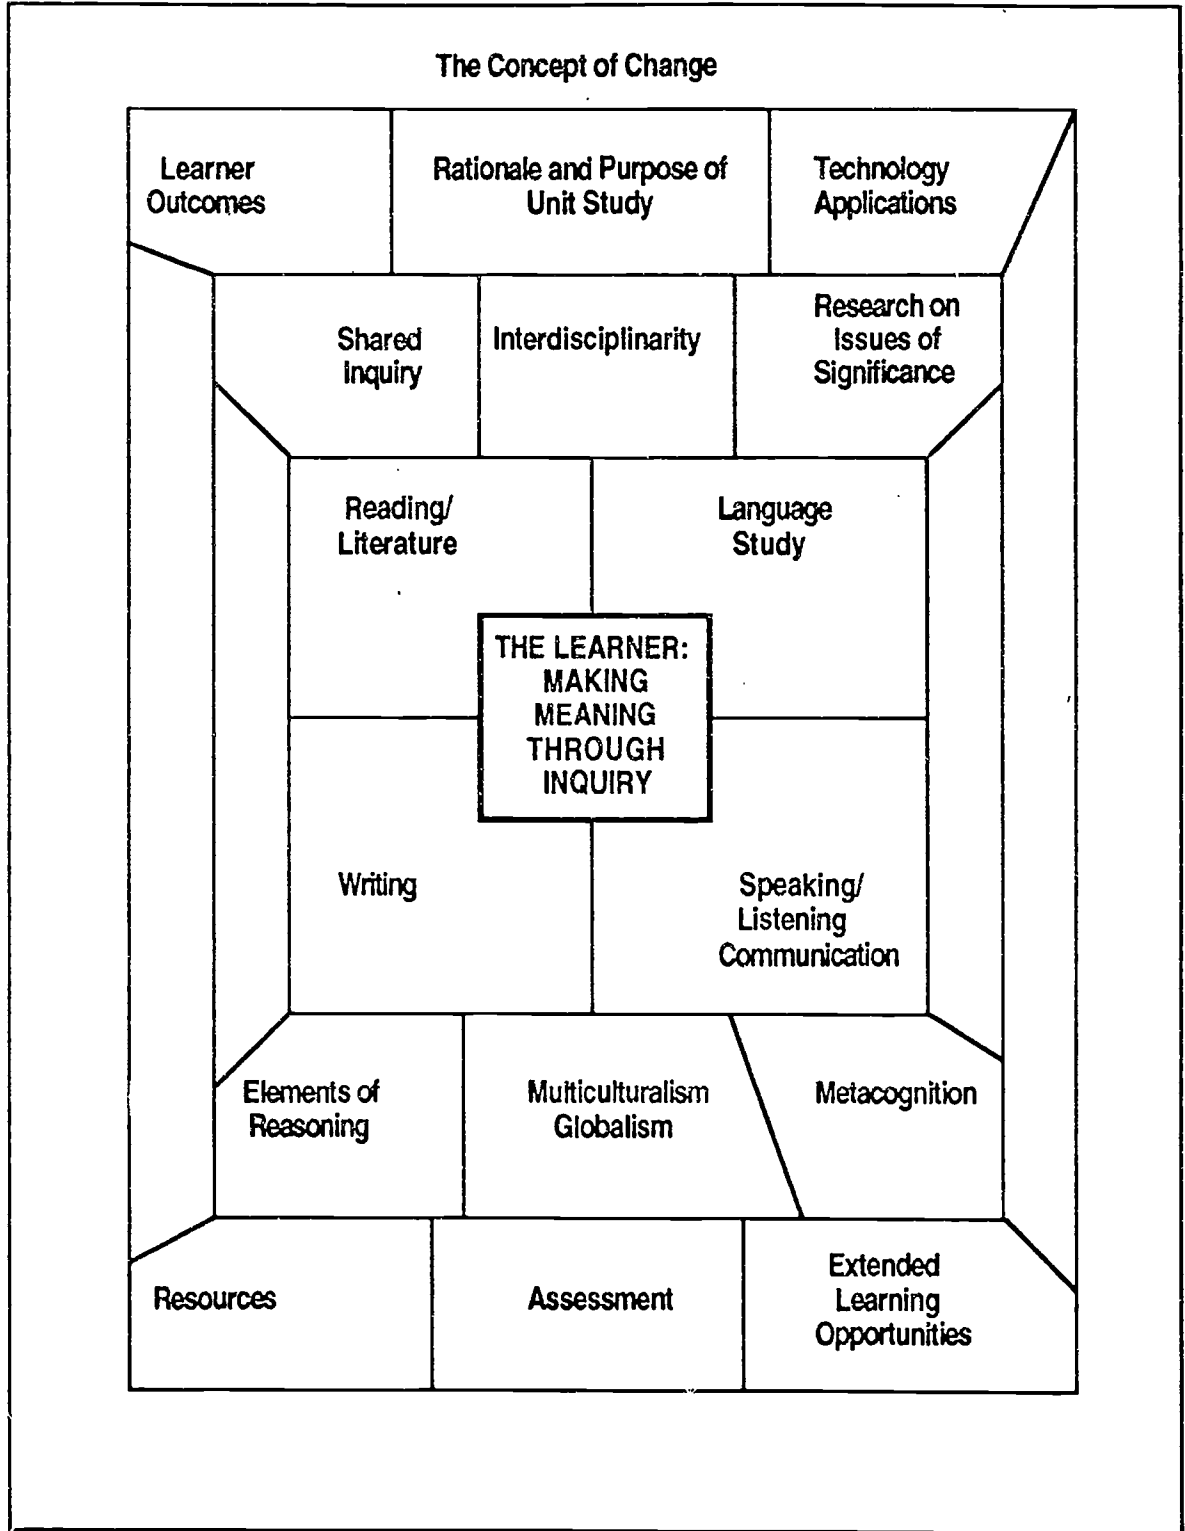 The Concept of Change
Learner
Outcomes
Rationale and Purpose of
Unit Study
Technology
Applications
Shared
Inquiry
Interdisciplinarity
Research on
Issues of
Significance
Reading/
Literature
Language
Study
THE LEARNER:
MAKING
MEANING
THROUGH
INQUIRY
Writing
Speaking/
Listening
Communication
Elements of
Reasoning
Multiculturalism
Globalism
Metacognition
Resources
Assessment
Extended
Learning
Opportunities